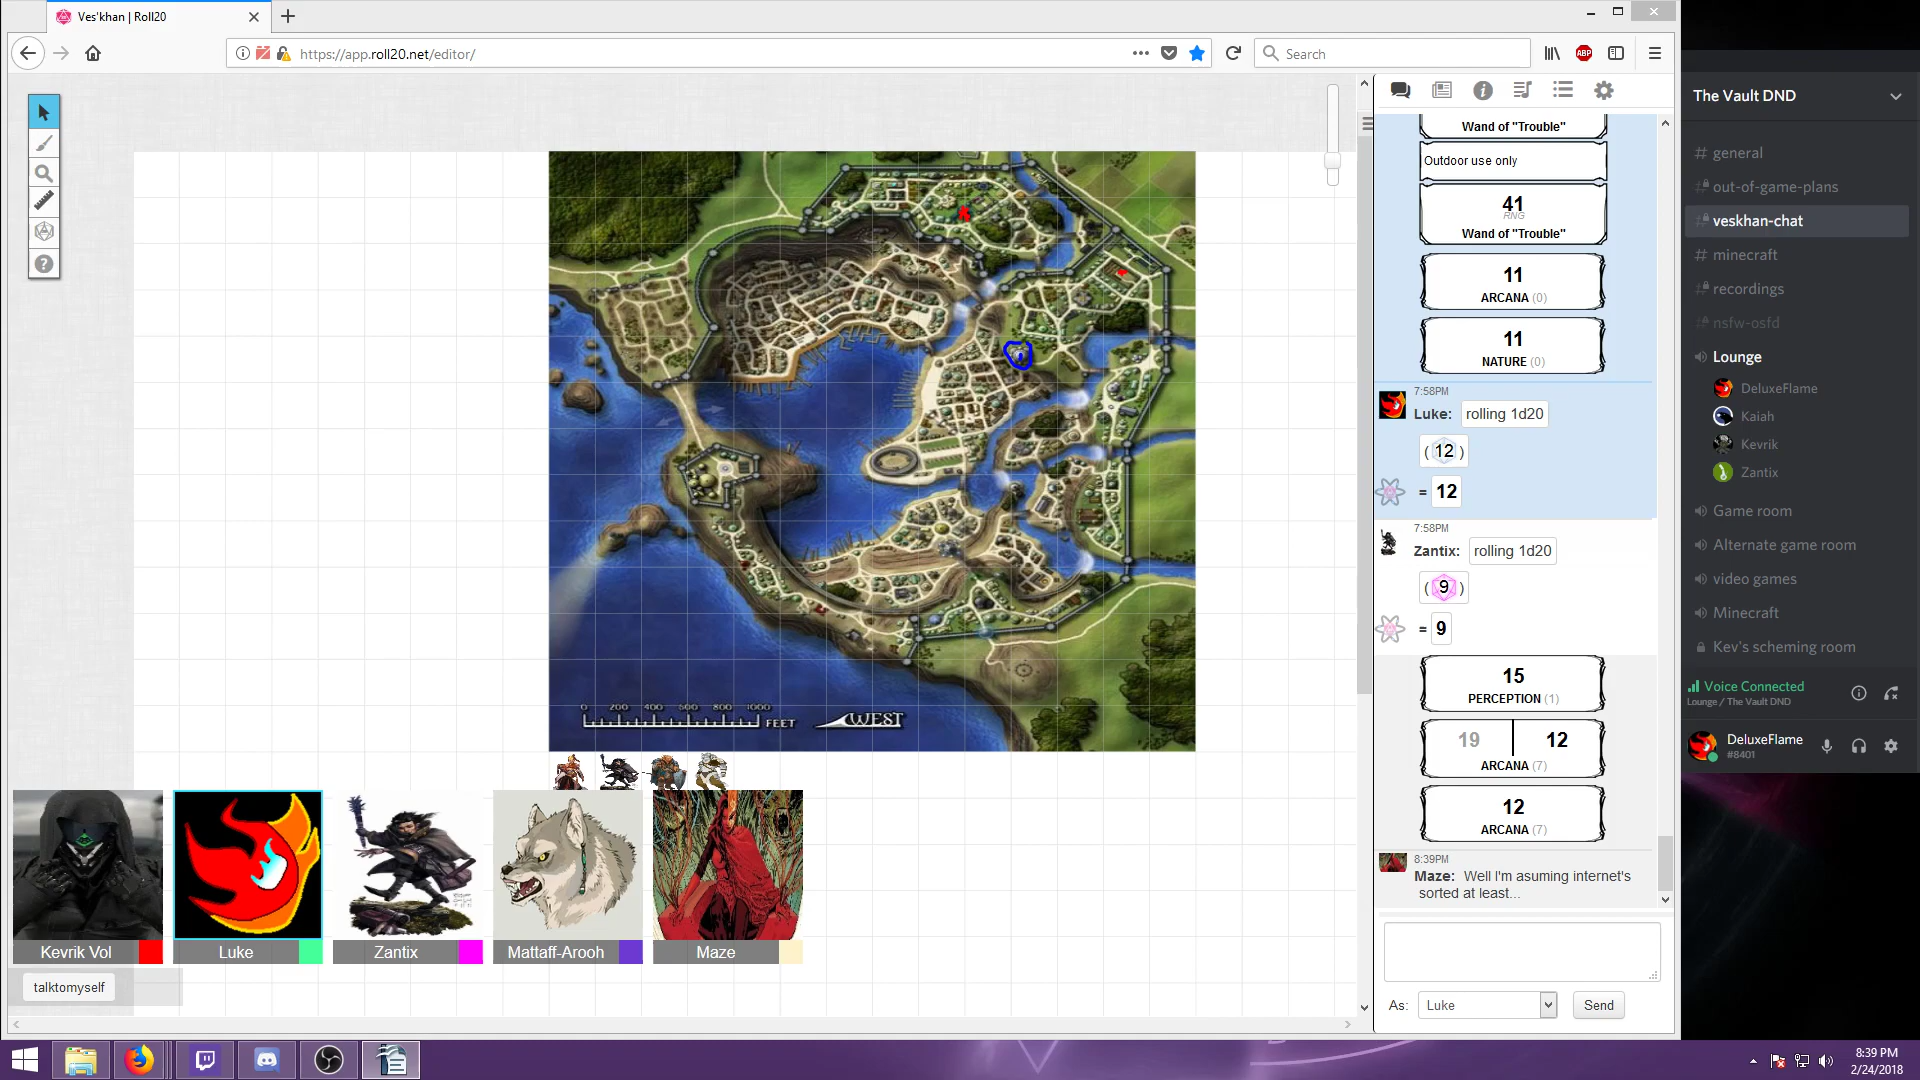 Ves'khan | Roll20
https://app.roll20.net/editor/
Search
ABP
0 200 400 600 800 1000
FEET
WEST
Kevrik Vol
Luke
Zantix
Mattaff-Arooh
Maze
talktomyself
Wand of "Trouble"
Outdoor use only
41
RNG
Wand of "Trouble"
11
ARCANA (0)
11
NATURE (0)
7:58PM
Luke: rolling 1d20
(12)
= 12
7:58PM
Zantix: rolling 1d20
(9)
= 9
15
PERCEPTION (1)
19 12
ARCANA (7)
12
ARCANA (7)
8:39PM
Maze: Well I'm asuming internet's
sorted at least...
As: Luke
Send
The Vault DND
# general
out-of-game-plans
veskhan-chat
# minecraft
recordings
nsfw-osfd
Lounge
DeluxeFlame
Kaiah
Kevrik
Zantix
Game room
Alternate game room
video games
Minecraft
Kev's scheming room
Voice Connected
Lounge / The Vault DND
DeluxeFlame
#8401
8:39 PM
2/24/2018